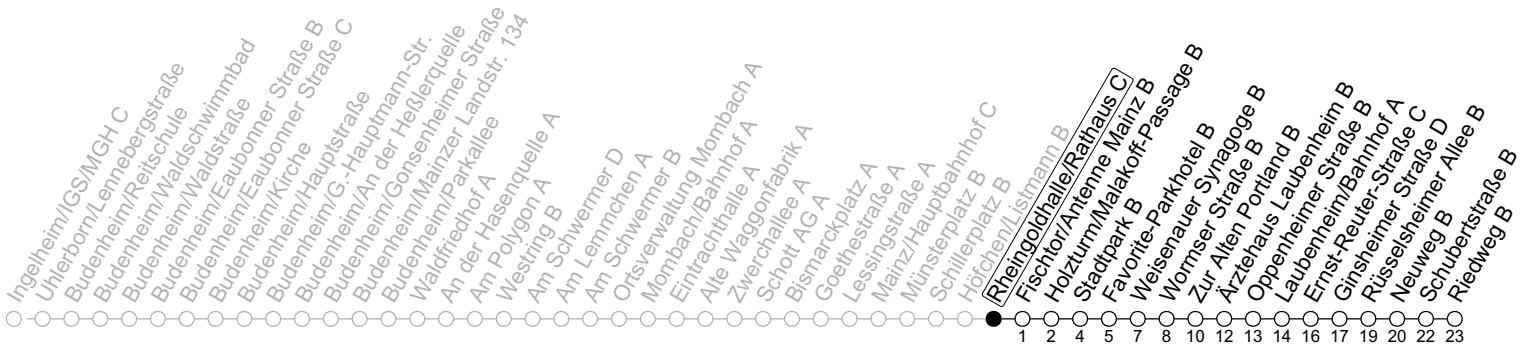 Ingelheim/IGS/MGH C
Uhlerborn/Lennebergstraße
Budenheim/Reitschule
Budenheim/Waldschwimmbad
Budenheim/Waldstraße
Budenheim/Eaubonner Straße B
Budenheim/Eaubonner Straße C
Budenheim/Kirche
Budenheim/Hauptstraße
Budenheim/G.-Hauptmann-Str.
Budenheim/An der Heßlerquelle
Budenheim/Gonsenheimer Straße
Budenheim/Mainzer Landstr. 134
Budenheim/Parkallee
Waldfriedhof A
An der Hasenquelle A
Am Polygon A
Westring B
Am Schwermer D
Am Lemmchen A
Am Schwermer B
Ortsverwaltung Mombach A
Mombach/Bahnhof A
Eintrachthalle A
Alte Waggonfabrik A
Zwerchallee A
Schott AG A
Bismarckplatz A
Goethestraße A
Lessingstraße A
Mainz/Hauptbahnhof C
Münsterplatz B
Schillerplatz B
Höfchen/Listmann B
Rheingoldhalle/Rathaus C
Fischtor/Antenne Mainz B
Holzturm/Malakoff-Passage B
Stadtpark B
Favorite-Parkhotel B
Weisenauer Synagoge B
Wormser Straße B
Zur Alten Portland B
Ärztehaus Laubenheim B
Oppenheimer Straße B
Laubenheim/Bahnhof A
Ernst-Reuter-Straße C
Ginsheimer Straße D
Rüsselsheimer Allee B
Neuweg B
Schubertstraße B
Riedweg B
1 2 4 5 7 8 10 12 13 14 16 17 19 20 22 23